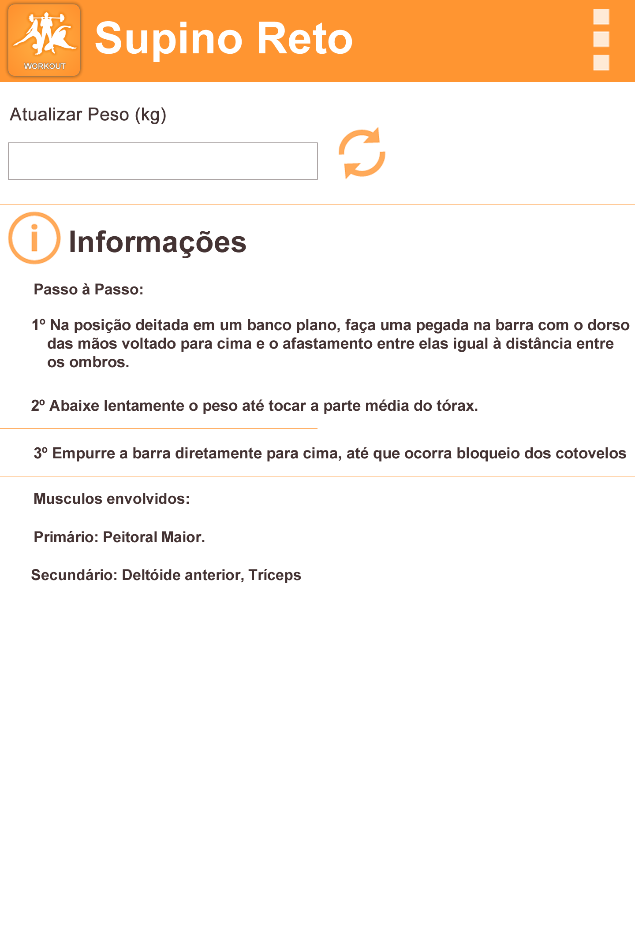 WORKOUT
Supino Reto
Atualizar Peso (kg)
i Informações
Passo à Passo:
1º Na posição deitada em um banco plano, faça uma pegada na barra com o dorso
das mãos voltado para cima e o afastamento entre elas igual à distância entre
os ombros.
2º Abaixe lentamente o peso até tocar a parte média do tórax.
3º Empurre a barra diretamente para cima, até que ocorra bloqueio dos cotovelos
Musculos envolvidos:
Primário: Peitoral Maior.
Secundário: Deltóide anterior, Tríceps